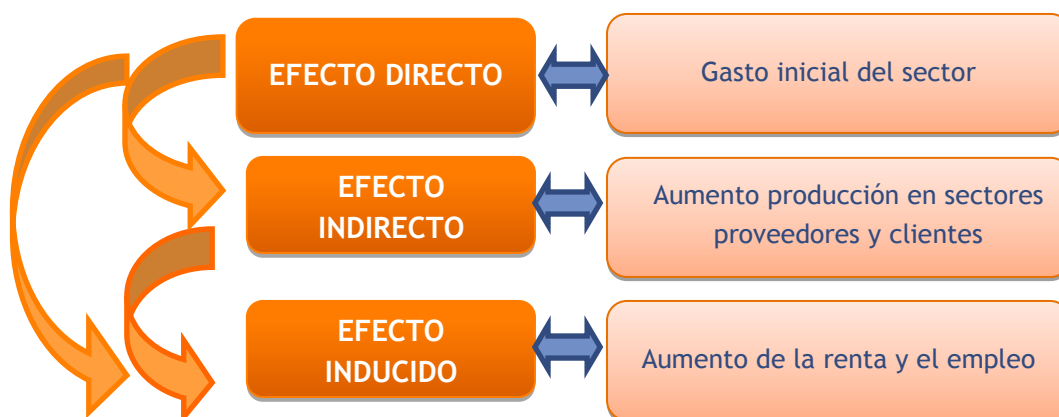 EFECTO DIRECTO
Gasto inicial del sector
EFECTO
INDIRECTO
Aumento producción en sectores
proveedores y clientes
EFECTO
INDUCIDO
Aumento de la renta y el empleo